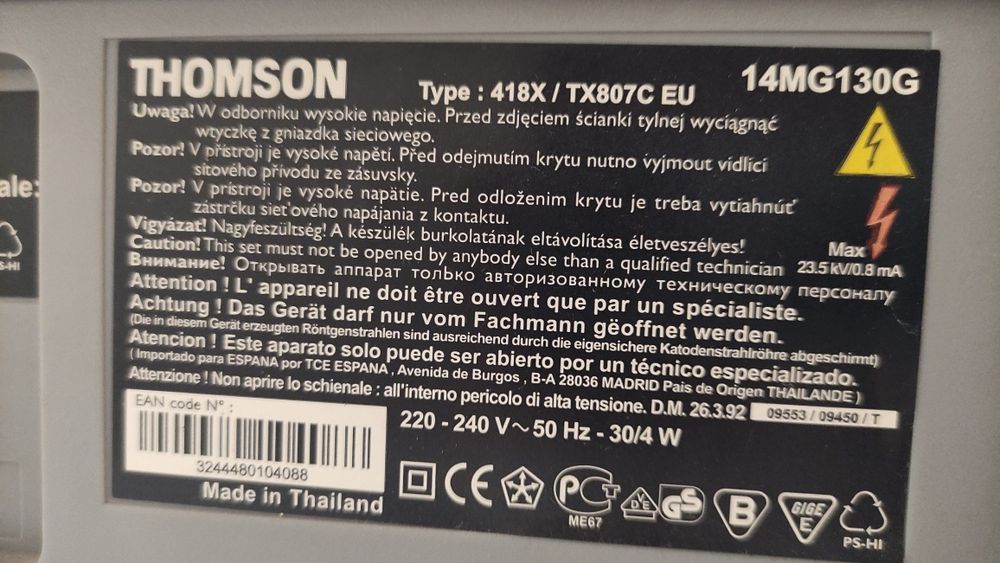 THOMSON Type : 418X / TX807C EU 14MG130G
Uwaga! W odborniku wysokie napięcie. Przed zdjęciem ścianki tylnej wyciągnąć
wtyczkę z gniazdka sieciowego.
Pozor! V přístroji je vysoké napětí. Před odejmutím krytu nutno vyjmout vidlíci
sítového přívodu ze zásuvsky.
Pozor! V prístroji je vysoké napätie. Pred odložením krytu je treba vytiahnúť
zástrčku sieťového napájania z kontaktu.
Vigyázat! Nagyfeszültség! A készülék burkolatának eltávolítása életveszélyes!
Caution! This set must not be opened by anybody else than a qualified technician
Max
23.5 kV/0.8 mA
Внимание! Открывать аппарат только авторизованному техническому персоналу
Attention ! L' appareil ne doit être ouvert que par un spécialiste.
Achtung ! Das Gerät darf nur vom Fachmann gëoffnet werden.
(Die in diesem Gerät erzeugten Röntgenstrahlen sind ausreichend durch die eigensichere Katodenstrahlröhre abgeschirmt)
Atencion ! Este aparato solo puede ser abierto por un técnico especializado.
( Importado para ESPANA por TCE ESPANA , Avenida de Burgos , B-A 28036 MADRID Pais de Origen THAILANDE )
Attenzione ! Non aprire lo schienale : all'interno pericolo di alta tensione. D.M. 26.3.92 09553 / 09450 / T
EAN code N° :
3244480104088
220 - 240 V~ 50 Hz - 30/4 W
Made in Thailand
CE
PCT
ME67
VDE
GS
B
GIGE
E
PS-HI
ale:
S-HI